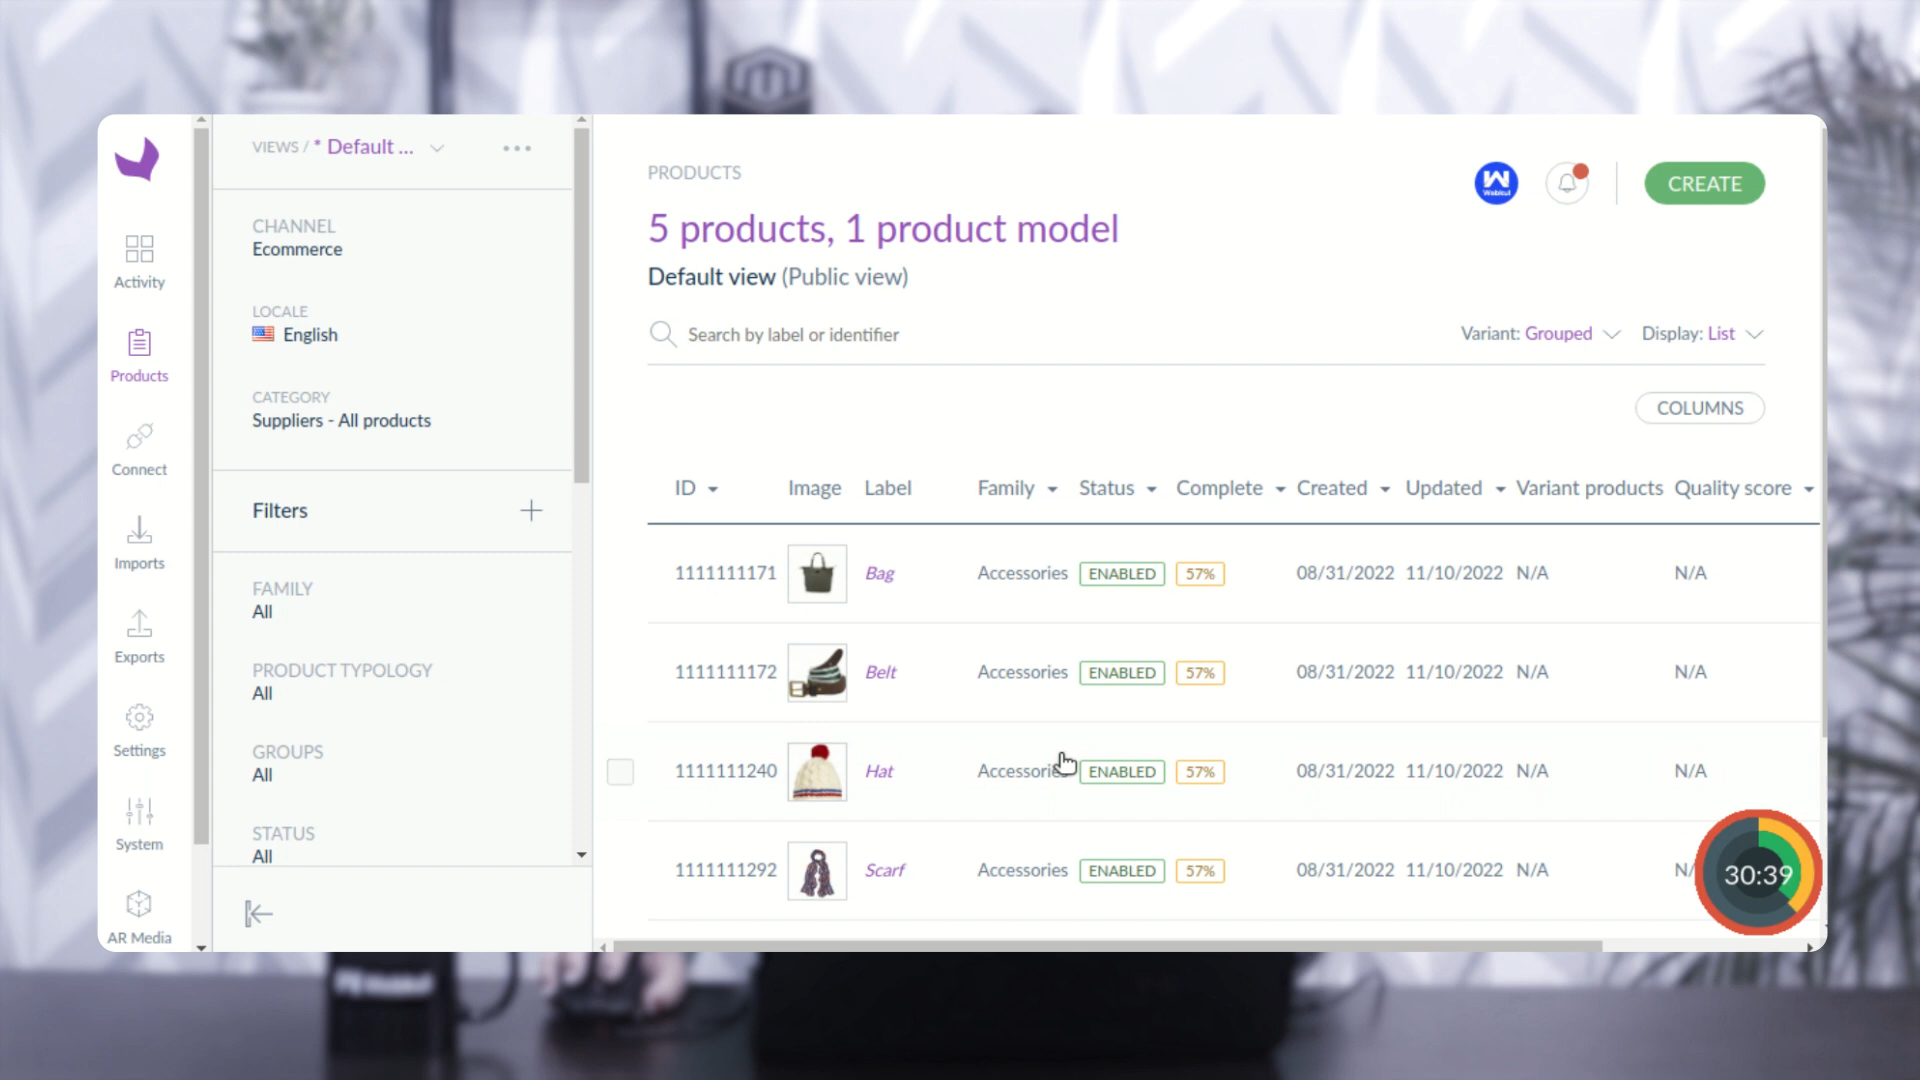 VIEWS / * Default ...
CHANNEL
Ecommerce
LOCALE
English
CATEGORY
Suppliers - All products
Filters
FAMILY
All
PRODUCT TYPOLOGY
All
GROUPS
All
STATUS
All
Activity
Products
Connect
Imports
Exports
Settings
System
AR Media
PRODUCTS
Webkul
CREATE
5 products, 1 product model
Default view (Public view)
Search by label or identifier
Variant: Grouped Display: List
COLUMNS
ID Image Label Family Status Complete Created Updated Variant products Quality score
1111111171 Bag Accessories ENABLED 57% 08/31/2022 11/10/2022 N/A N/A
1111111172 Belt Accessories ENABLED 57% 08/31/2022 11/10/2022 N/A N/A
1111111240 Hat Accessories ENABLED 57% 08/31/2022 11/10/2022 N/A N/A
1111111292 Scarf Accessories ENABLED 57% 08/31/2022 11/10/2022 N/A N/
30:39